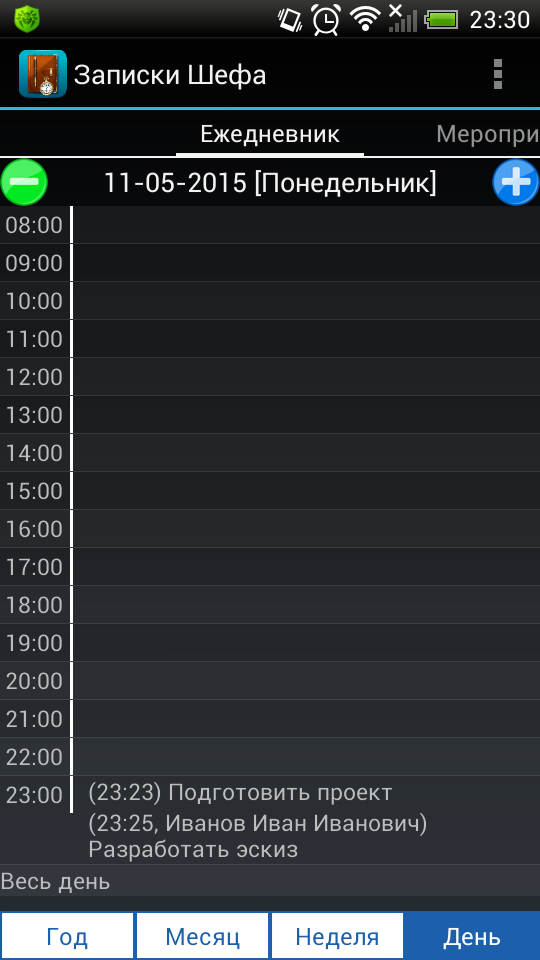 23:30
Записки Шефа
Ежедневник Меропри
11-05-2015 [Понедельник]
08:00
09:00
10:00
11:00
12:00
13:00
14:00
15:00
16:00
17:00
18:00
19:00
20:00
21:00
22:00
23:00 (23:23) Подготовить проект
(23:25, Иванов Иван Иванович)
Разработать эскиз
Весь день
Год Месяц Неделя День